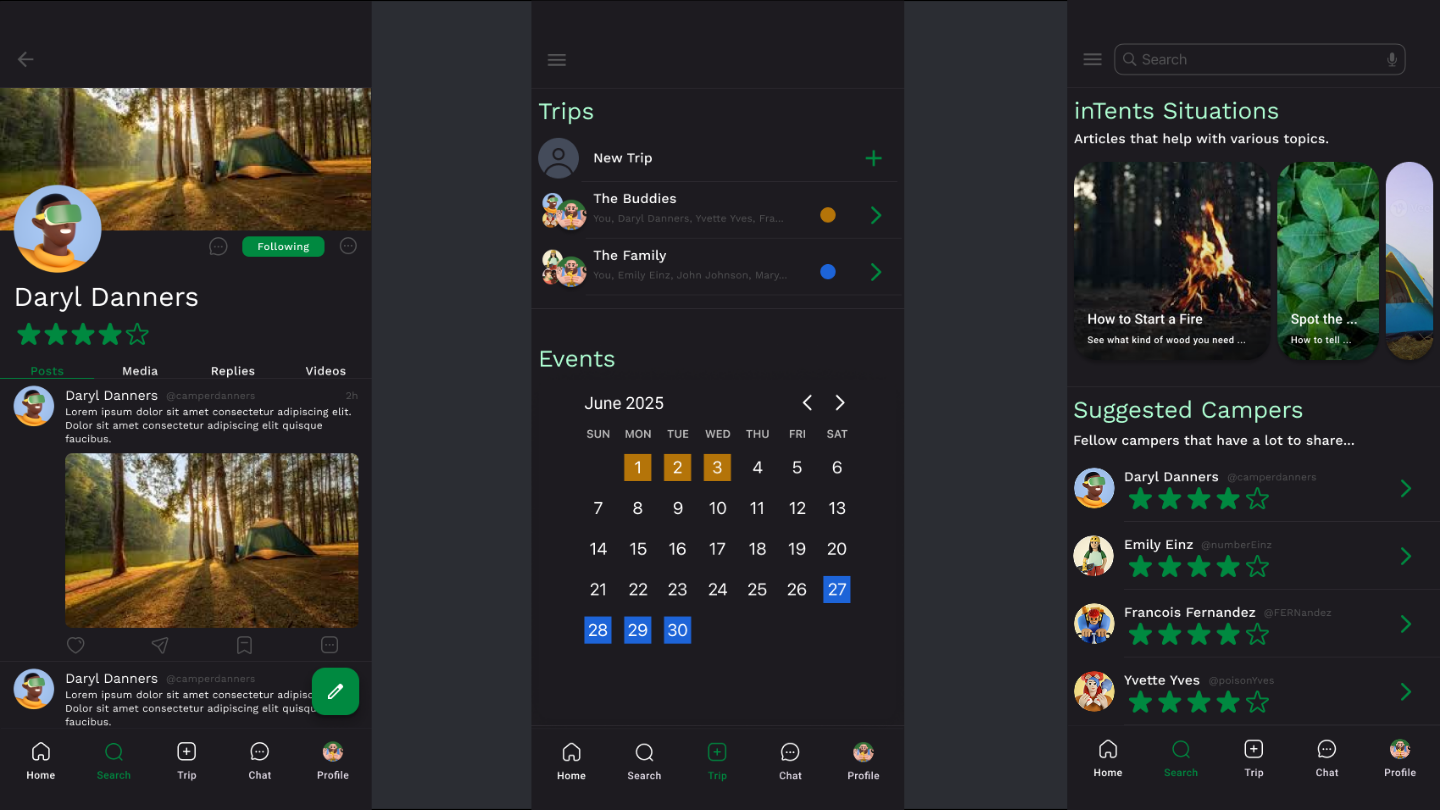 Following
Daryl Danners
Posts Media Replies Videos
Daryl Danners @camperdanners 2h
Lorem ipsum dolor sit amet consectetur adipiscing elit.
Dolor sit amet consectetur adipiscing elit quisque
faucibus.
Daryl Danners @camperdanners
Lorem ipsum dolor sit amet consectetur adipisc
Dolor sit amet consectetur adipiscing elit quisqu
faucibus.
Home Search Trip Chat Profile
Trips
New Trip
The Buddies
You, Daryl Danners, Yvette Yves, Fra...
The Family
You, Emily Einz, John Johnson, Mary...
Events
June 2025
SUN MON TUE WED THU FRI SAT
1 2 3 4 5 6
7 8 9 10 11 12 13
14 15 16 17 18 19 20
21 22 23 24 25 26 27
28 29 30
Home Search Trip Chat Profile
Search
inTents Situations
Articles that help with various topics.
How to Start a Fire
See what kind of wood you need ...
Spot the ...
How to tell ...
Suggested Campers
Fellow campers that have a lot to share...
Daryl Danners @camperdanners
Emily Einz @numberEinz
Francois Fernandez @FERNandez
Yvette Yves @poisonYves
Home Search Trip Chat Profile